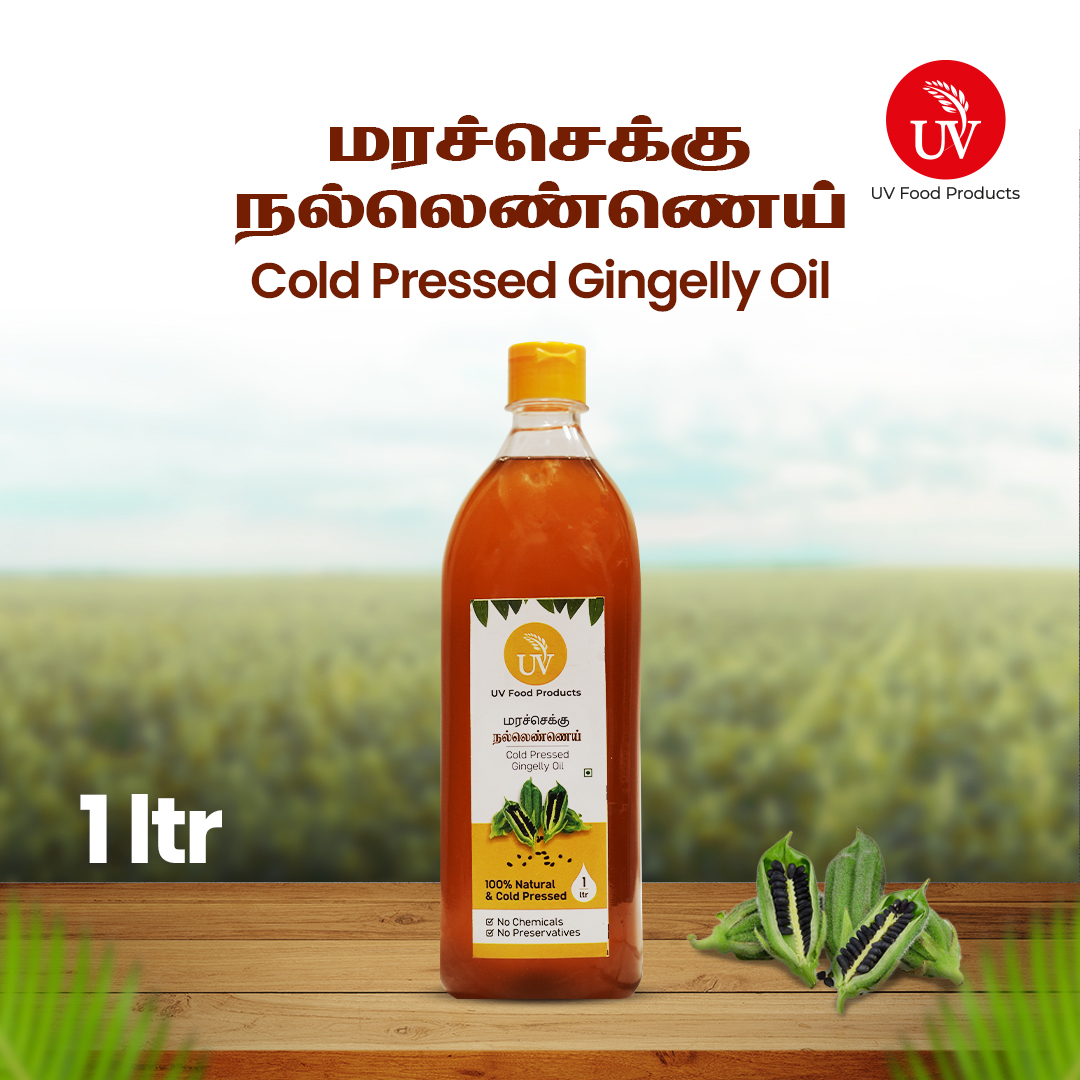 மரச்செக்கு
நல்லெண்ணெய்
Cold Pressed Gingelly Oil
UV
UV Food Products
UV
UV Food Products
மரச்செக்கு
நல்லெண்ணெய்
Cold Pressed
Gingelly Oil
100% Natural
& Cold Pressed
1
ltr
No Chemicals
No Preservatives
1 ltr